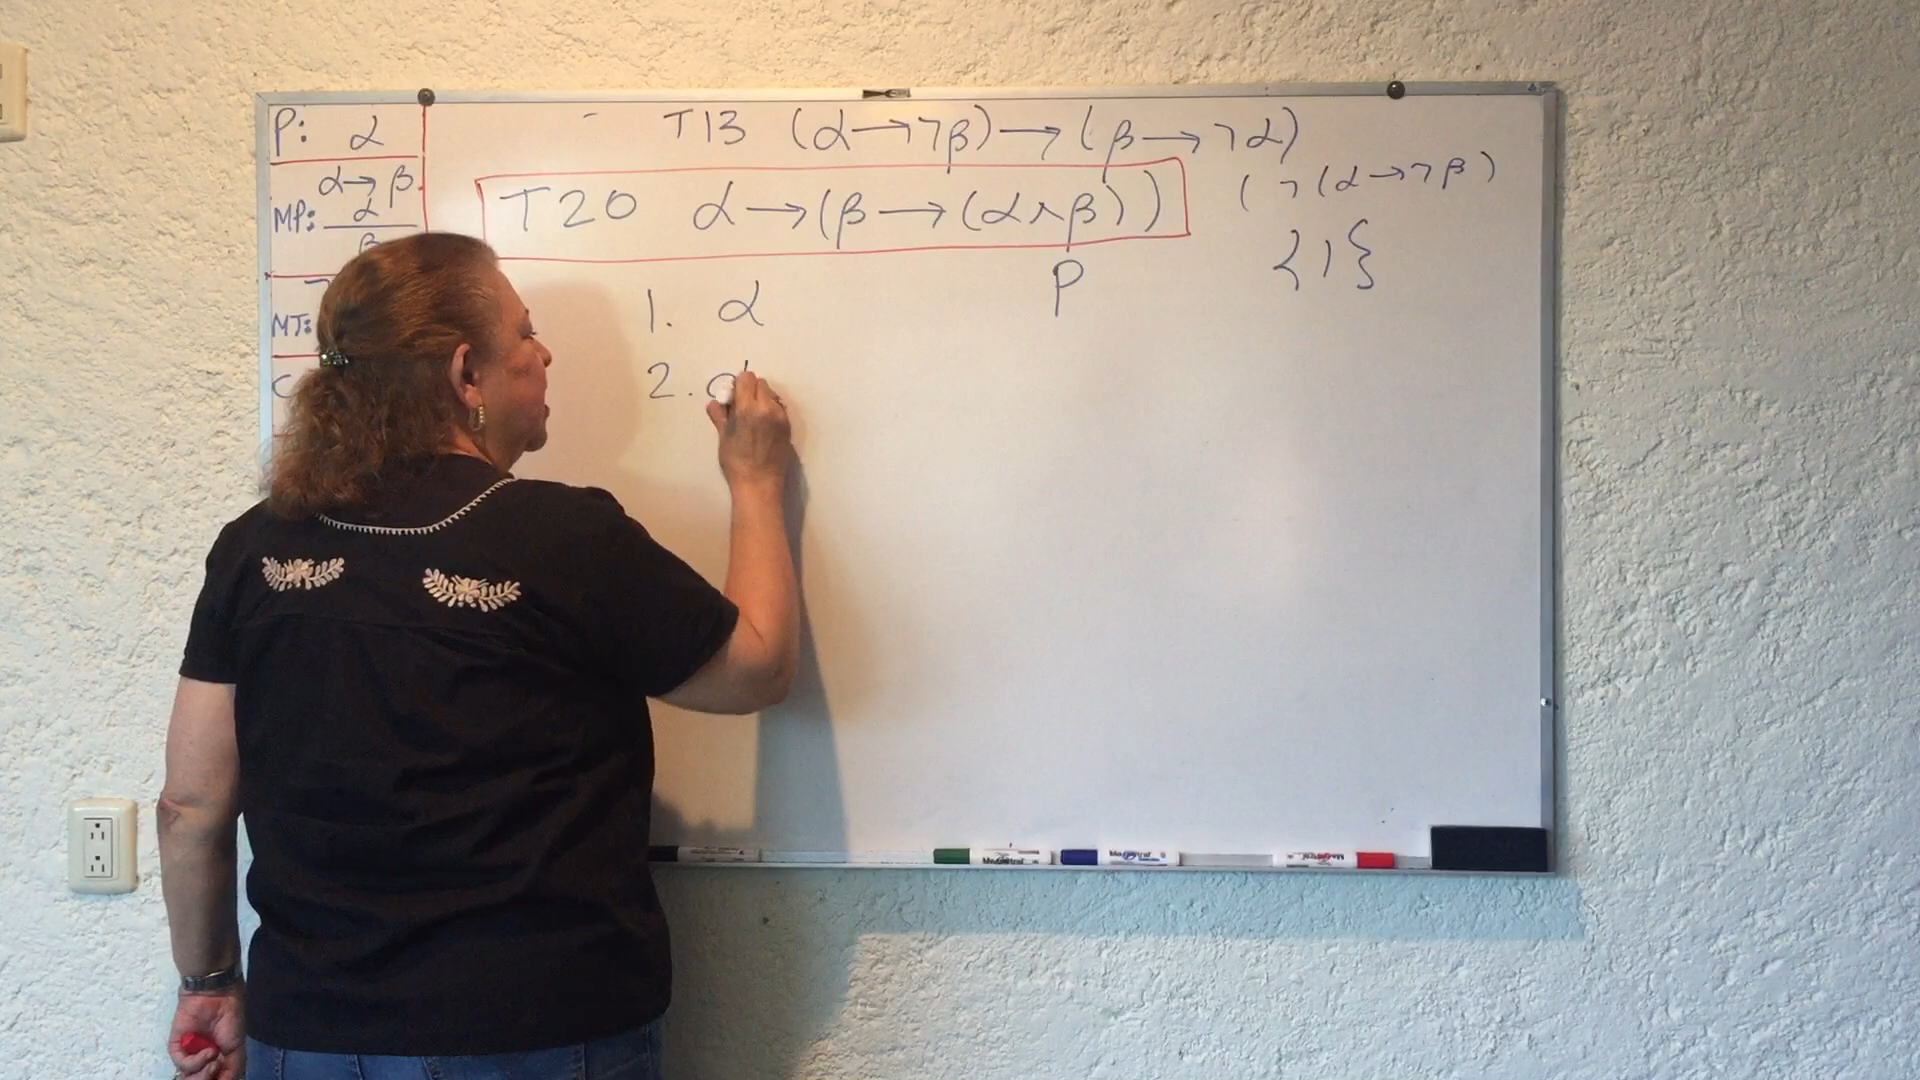 P: α
T13 (α→¬β)→(β→¬α)
α→β
MP: α
β
(¬(α→¬β)
T20 α→(β→(α∧β))
{1}
1. α P
MT: ¬
2. α
C